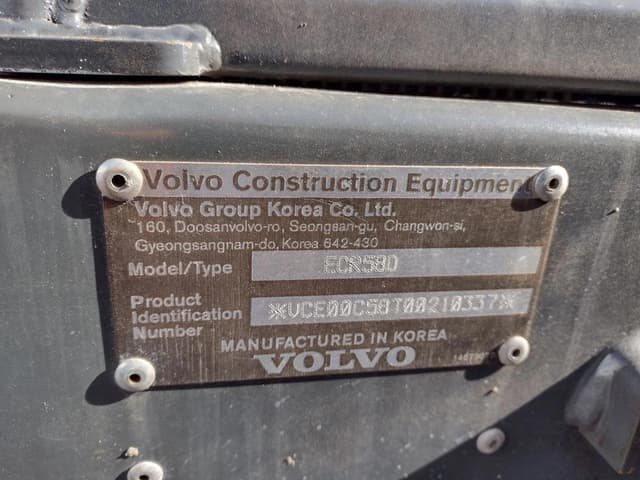 Volvo Construction Equipment
Volvo Group Korea Co. Ltd.
160, Doosanvolvo-ro, Seongsan-gu, Changwon-si,
Gyeongsangnam-do, Korea 642-430
Model/Type ECR58D
Product
Identification *VCE00C58T00210337*
Number
MANUFACTURED IN KOREA
VOLVO